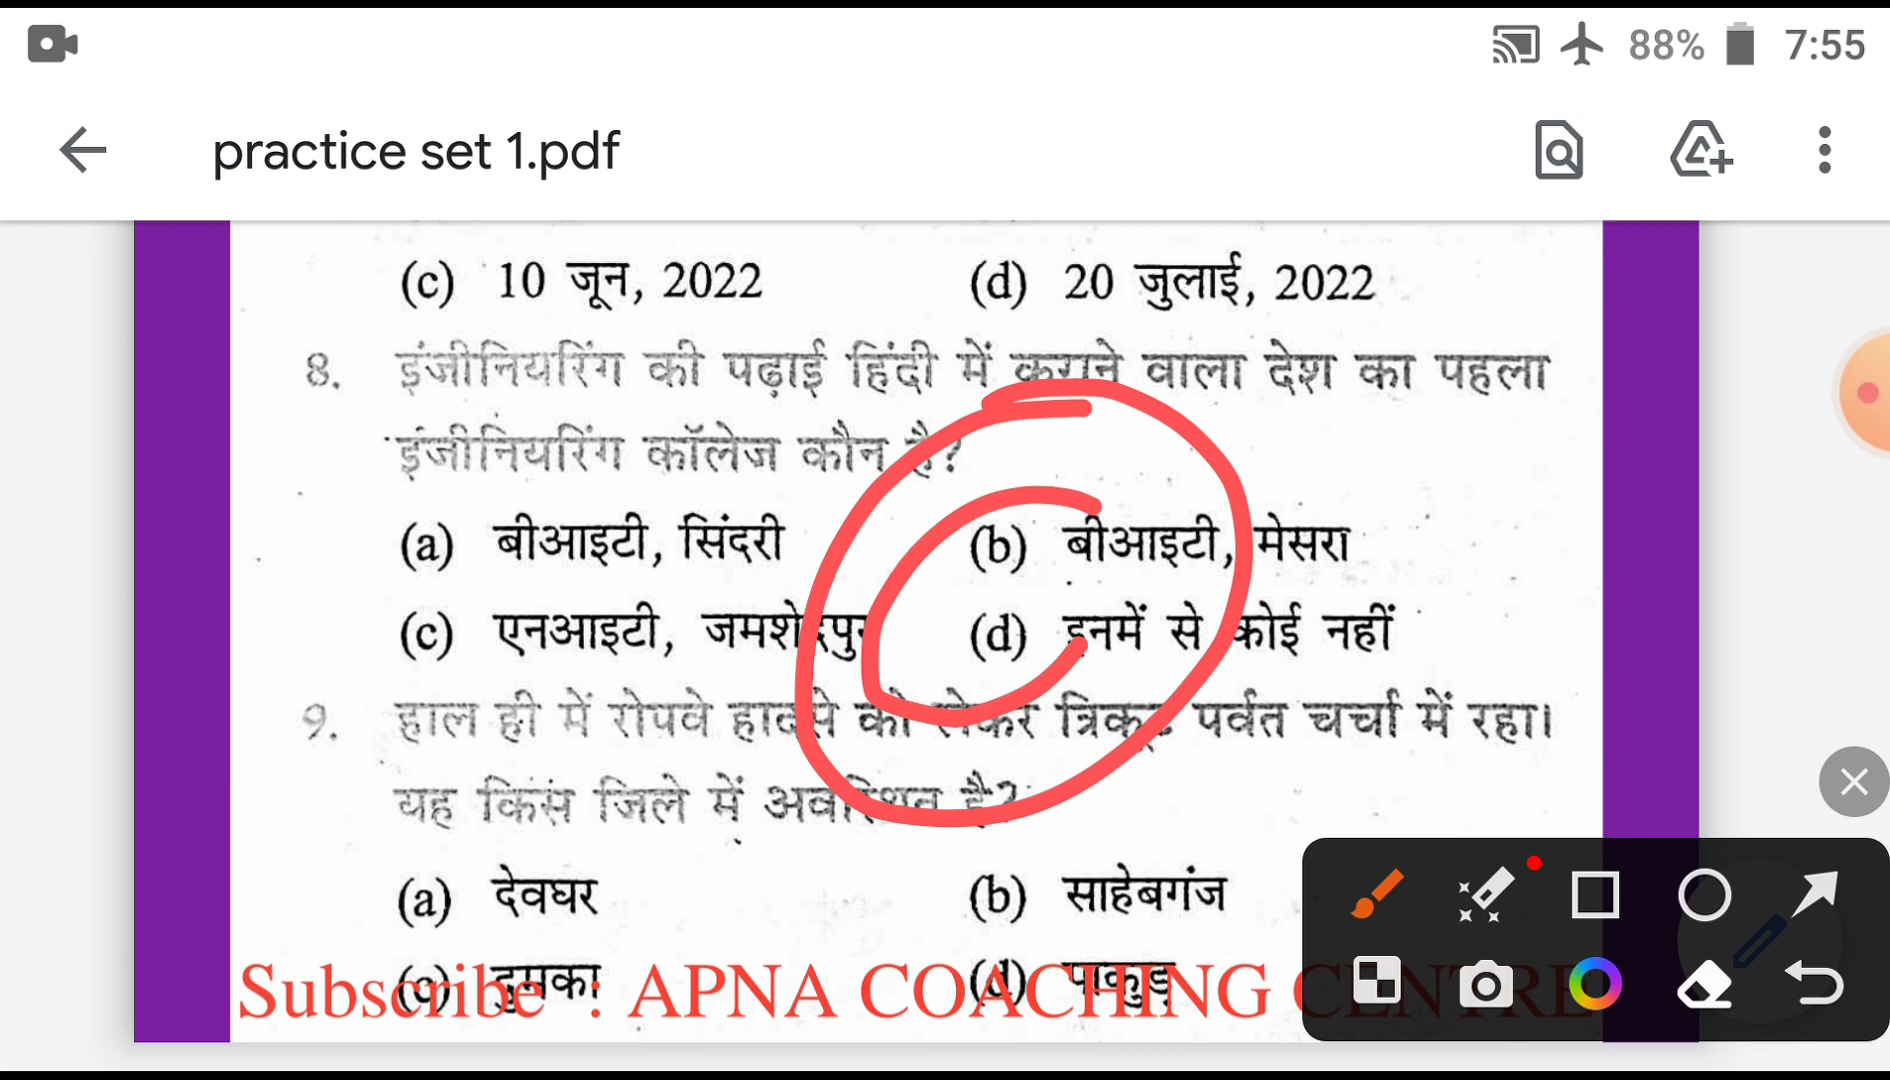 88% 7:55
practice set 1.pdf
(c) 10 जून, 2022 (d) 20 जुलाई, 2022
8. इंजीनियरिंग की पढ़ाई हिंदी में कराने वाला देश का पहला
इंजीनियरिंग कॉलेज कौन है?
(a) बीआइटी, सिंदरी (b) बीआइटी, मेसरा
(c) एनआइटी, जमशेदपुर (d) इनमें से कोई नहीं
9. हाल ही में रोपवे हादसे को लेकर त्रिकूट पर्वत चर्चा में रहा।
यह किस जिले में अवस्थित है?
(a) देवघर (b) साहेबगंज
(c) दुमका (d) पाकुड़
Subscribe : APNA COACHING CENTRE